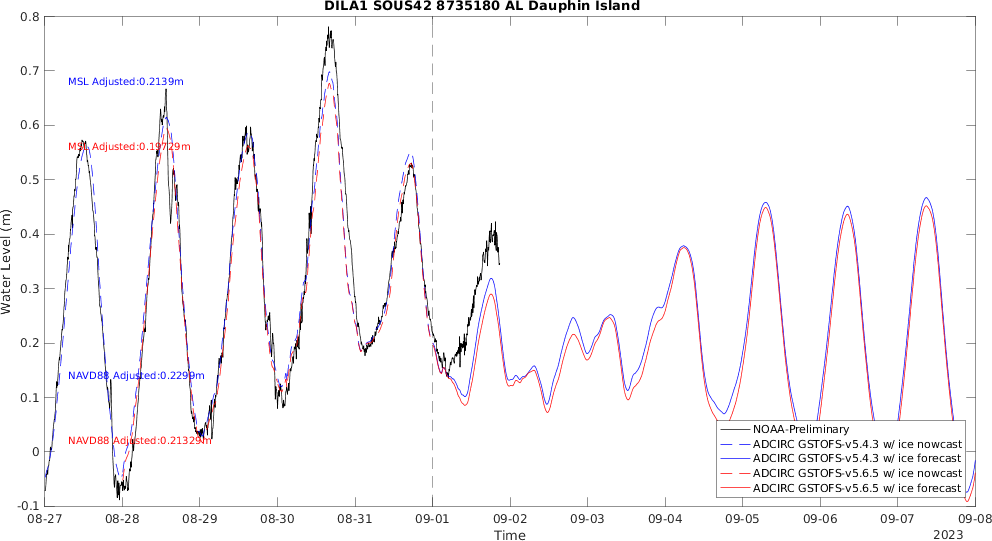 DILA1 SOUS42 8735180 AL Dauphin Island
Water Level (m)
0.8
0.7
0.6
0.5
0.4
0.3
0.2
0.1
0
-0.1
MSL Adjusted:0.2139m
MSL Adjusted:0.19729m
NAVD88 Adjusted:0.2299m
NAVD88 Adjusted:0.21329m
NOAA-Preliminary
ADCIRC GSTOFS-v5.4.3 w/ ice nowcast
ADCIRC GSTOFS-v5.4.3 w/ ice forecast
ADCIRC GSTOFS-v5.6.5 w/ ice nowcast
ADCIRC GSTOFS-v5.6.5 w/ ice forecast
08-27 08-28 08-29 08-30 08-31 09-01 09-02 09-03 09-04 09-05 09-06 09-07 09-08
Time
2023